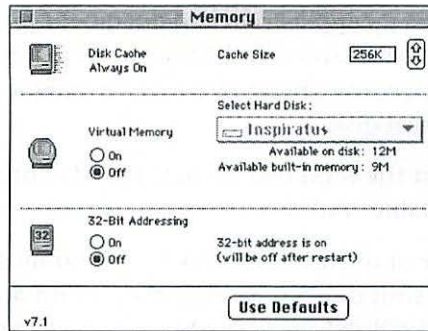 Memory
Disk Cache
Always On
Cache Size
256K
Select Hard Disk:
Inspiratus
Virtual Memory
On
Off
Available on disk: 12M
Available built-in memory: 9M
32
32-Bit Addressing
On
Off
32-bit address is on
(will be off after restart)
Use Defaults
v7.1